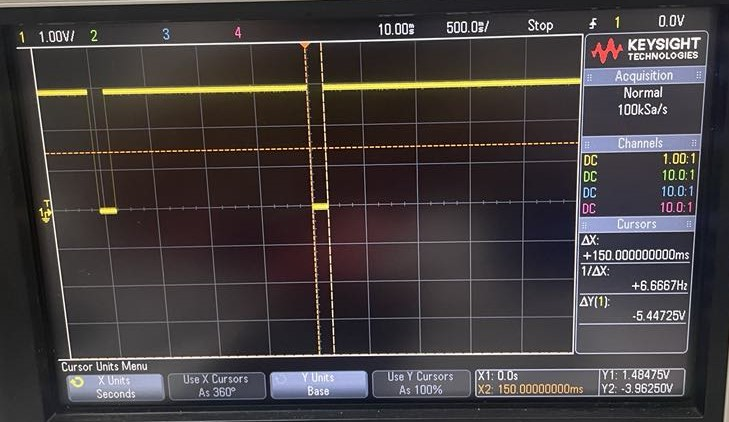 1 1.00V/ 2 3 4 10.00s 500.0ms/ Stop 1 0.0V
KEYSIGHT
TECHNOLOGIES
Acquisition
Normal
100kSa/s
Channels
DC 1.00:1
DC 10.0:1
DC 10.0:1
DC 10.0:1
Cursors
ΔX:
+150.000000000ms
1/ΔX:
+6.6667Hz
ΔY(1):
-5.44725V
Cursor Units Menu
X Units
Seconds
Use X Cursors
As 360°
Y Units
Base
Use Y Cursors
As 100%
X1: 0.0s
X2: 150.00000000ms
Y1: 1.48475V
Y2: -3.96250V